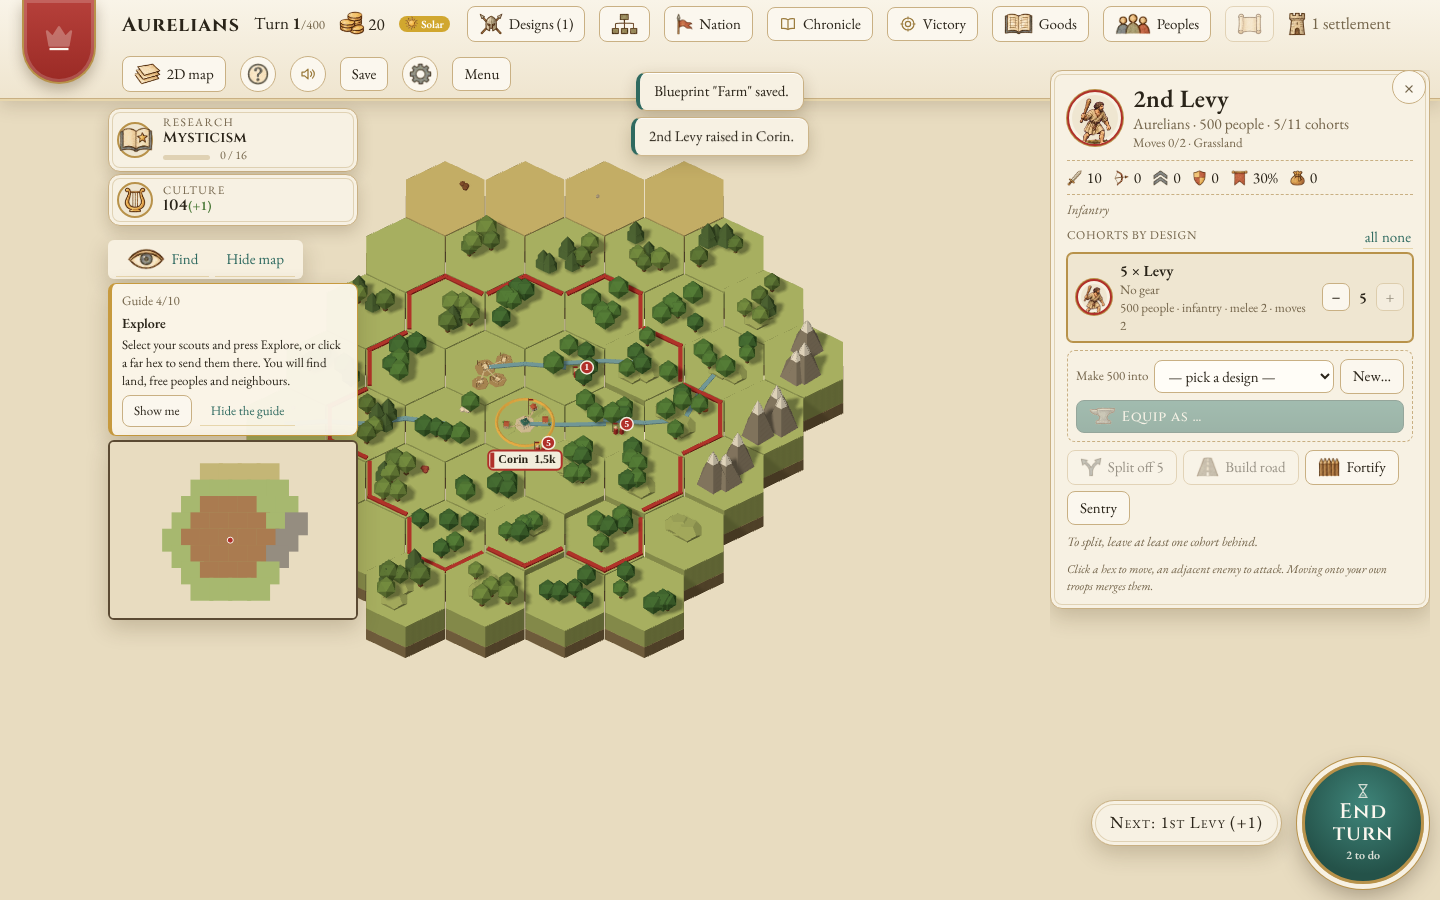 AURELIANS
Turn 1/400
20
Solar
Designs (1)
Nation
Chronicle
Victory
Goods
Peoples
1 settlement
2D map
?
Save
Menu
Blueprint "Farm" saved.
2nd Levy raised in Corin.
RESEARCH
MYSTICISM
0 / 16
CULTURE
104(+1)
Find
Hide map
Guide 4/10
Explore
Select your scouts and press Explore, or click
a far hex to send them there. You will find
land, free peoples and neighbours.
Show me
Hide the guide
1
5
5
Corin 1.5k
×
2nd Levy
Aurelians · 500 people · 5/11 cohorts
Moves 0/2 · Grassland
10
0
0
0
30%
0
Infantry
COHORTS BY DESIGN
all none
5 × Levy
No gear
500 people · infantry · melee 2 · moves
2
−
5
+
Make 500 into
— pick a design —
New...
EQUIP AS ...
Split off 5
Build road
Fortify
Sentry
To split, leave at least one cohort behind.
Click a hex to move, an adjacent enemy to attack. Moving onto your own
troops merges them.
NEXT: 1ST LEVY (+1)
END
TURN
2 to do